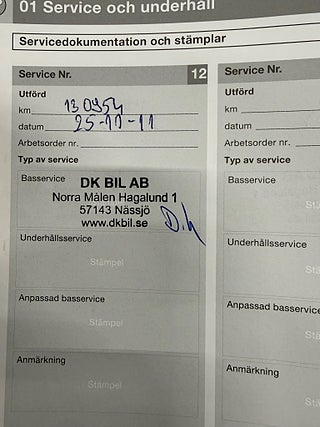 01 Service och underhåll
Servicedokumentation och stämplar
Service Nr. 12
Utförd
km 130954
datum 25-11-11
Arbetsorder nr.
Typ av service
Basservice
DK BIL AB
Norra Målen Hagalund 1
57143 Nässjö
www.dkbil.se
Underhållsservice
Stämpel
Anpassad basservice
Stämpel
Anmärkning
Stämpel
Service Nr.
Utförd
km
datum
Arbetsorder nr.
Typ av service
Basservice
Underhållsservice
Anpassad basservice
Anmärkning